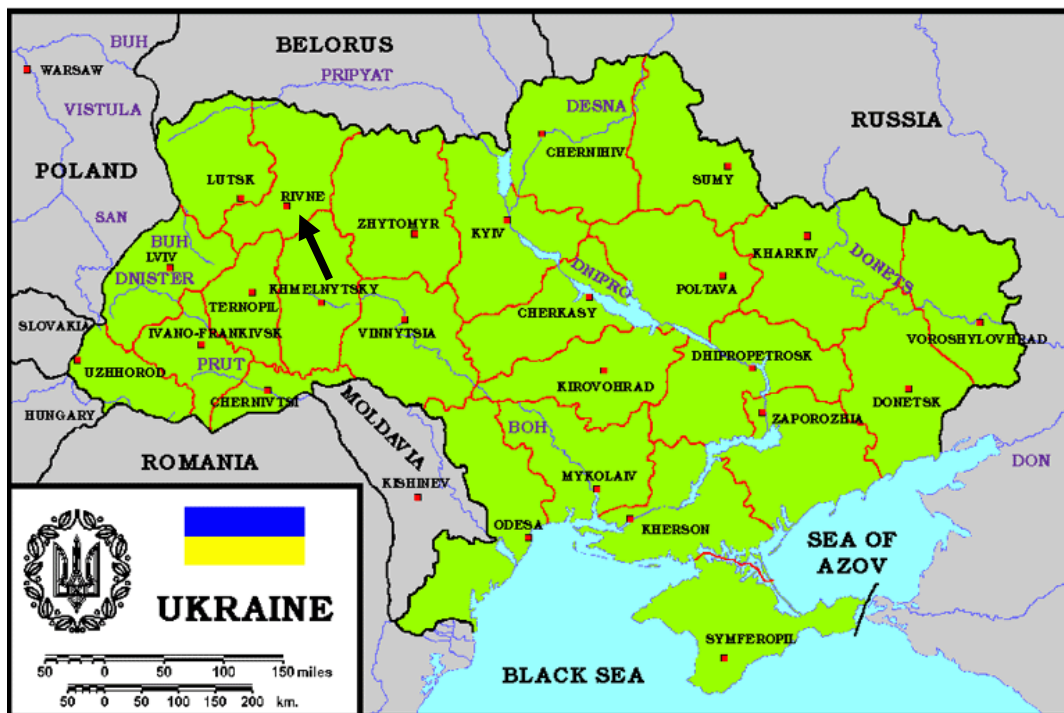 BUH
BELORUS
WARSAW
PRIPYAT
VISTULA
DESNA
RUSSIA
CHERNIHIV
POLAND
SUMY
LUTSK
RIVNE
SAN
ZHYTOMYR
KYIV
BUH
KHARKIV
LVIV
DONETS
DNISTER
DHIPRO
KHMELNYTSKY
POLTAVA
TERNOPIL
CHERKASY
SLOVAKIA
IVANO-FRANKIVSK
VINNYTSIA
VOROSHYLOVHRAD
DHIPROPETROSK
PRUT
UZHHOROD
KIROVOHRAD
CHERNIVTSI
DONETSK
HUNGARY
MOLDAVIA
ZAPOROZHIA
BOH
ROMANIA
DON
MYKOLAIV
KISHINEV
ODESA
KHERSON
SEA OF
AZOV
UKRAINE
SYMFEROPIL
BLACK SEA
50 0 50 100 150 miles
50 0 50 100 150 200 km.